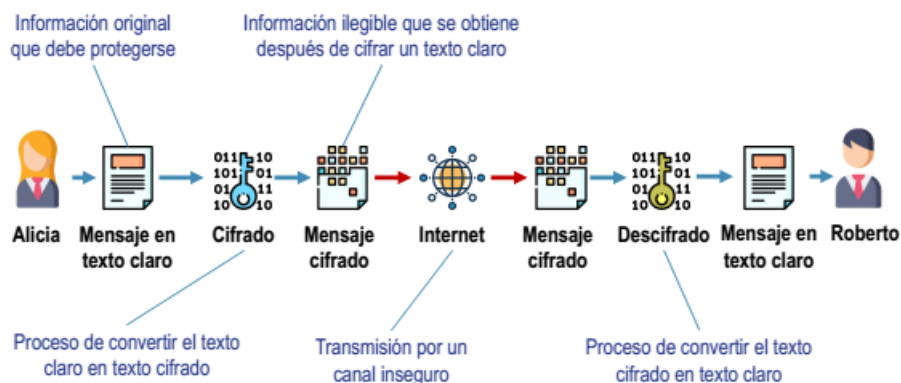 Información original
que debe protegerse
Información ilegible que se obtiene
después de cifrar un texto claro
011 10
101 01
01 11
10 10
011 10
101 01
01 11
10 10
Alicia
Mensaje en
texto claro
Cifrado
Mensaje
cifrado
Internet
Mensaje
cifrado
Descifrado
Mensaje en
texto claro
Roberto
Proceso de convertir el texto
claro en texto cifrado
Transmisión por un
canal inseguro
Proceso de convertir el texto
cifrado en texto claro